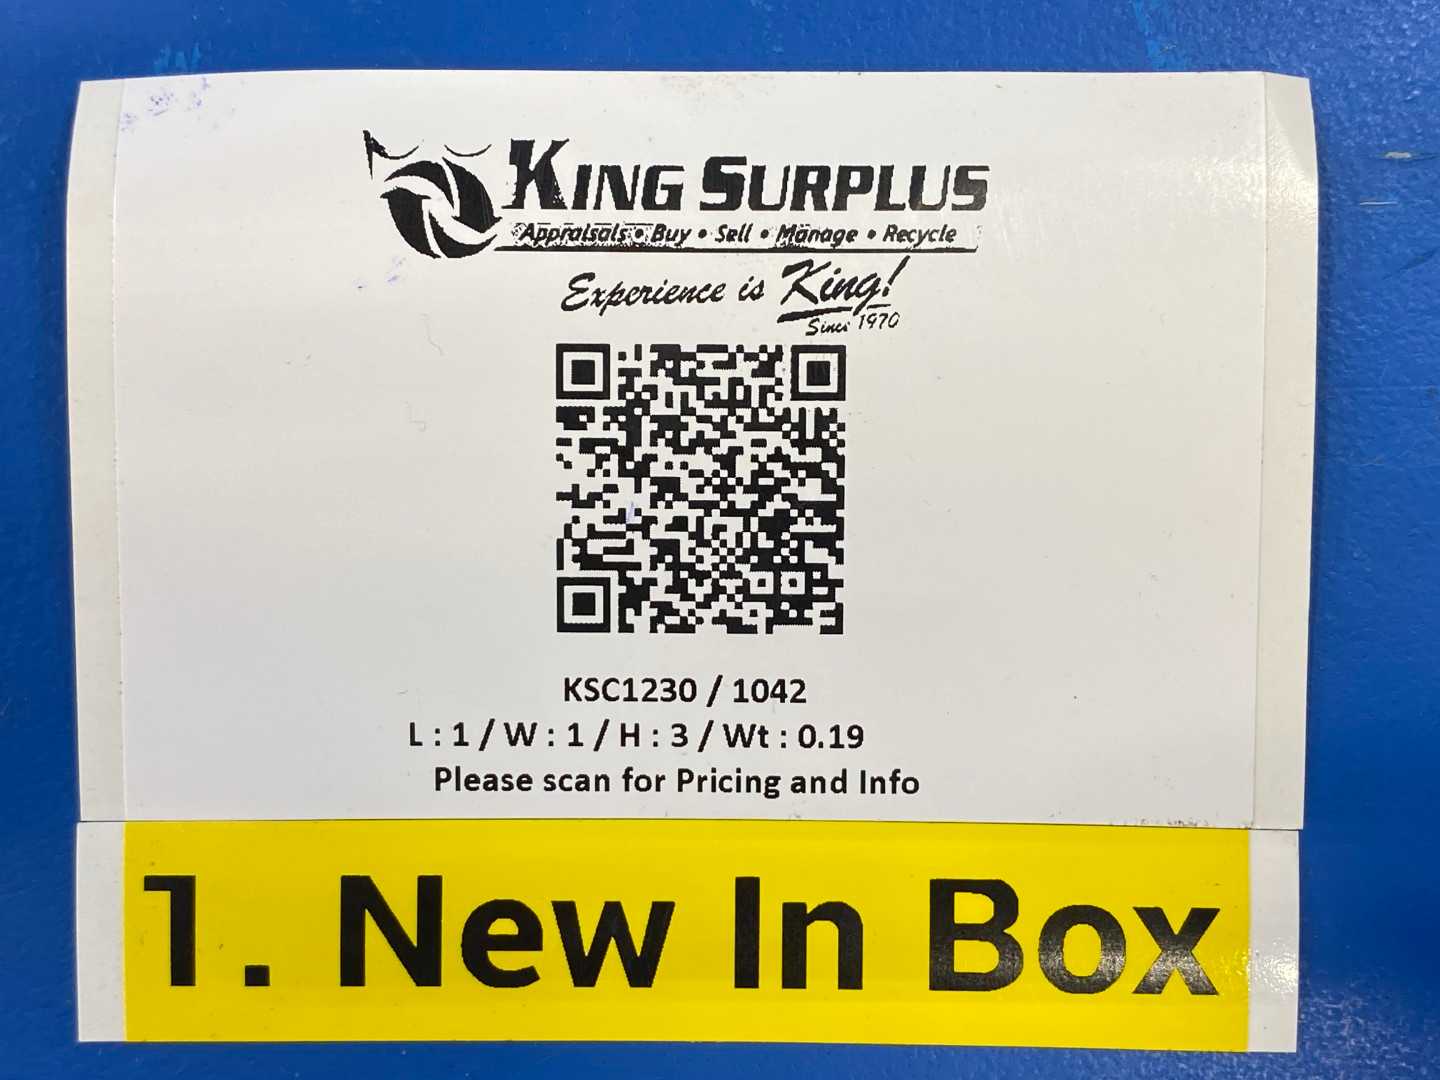 KING SURPLUS
Appraisals • Buy • Sell • Manage • Recycle
Experience is King!
Since 1970
KSC1230 / 1042
L : 1 / W : 1 / H : 3 / Wt : 0.19
Please scan for Pricing and Info
1. New In Box